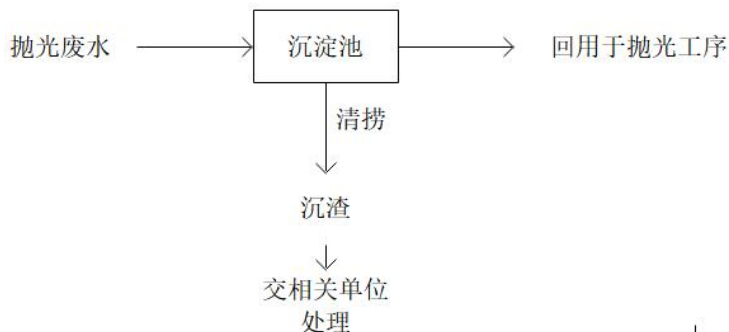 抛光废水
沉淀池
回用于抛光工序
清捞
沉渣
交相关单位
处理